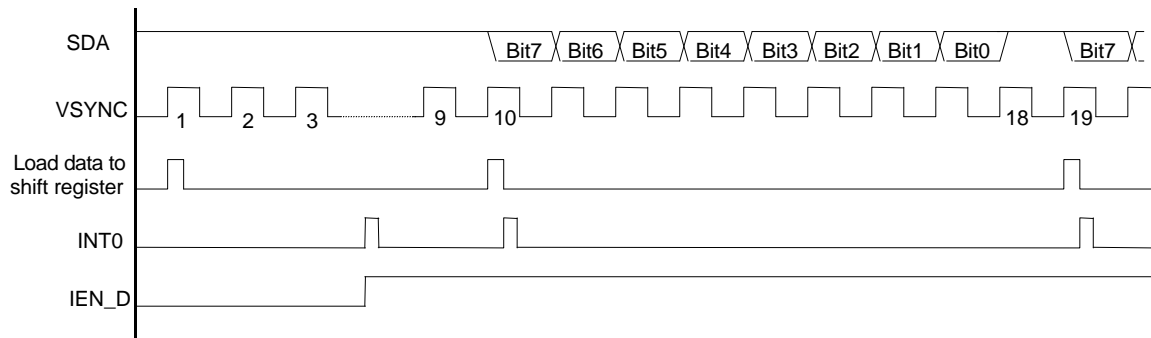 SDA
Bit7 Bit6 Bit5 Bit4 Bit3 Bit2 Bit1 Bit0 Bit7
VSYNC
1 2 3 9 10 18 19
Load data to
shift register
INT0
IEN_D